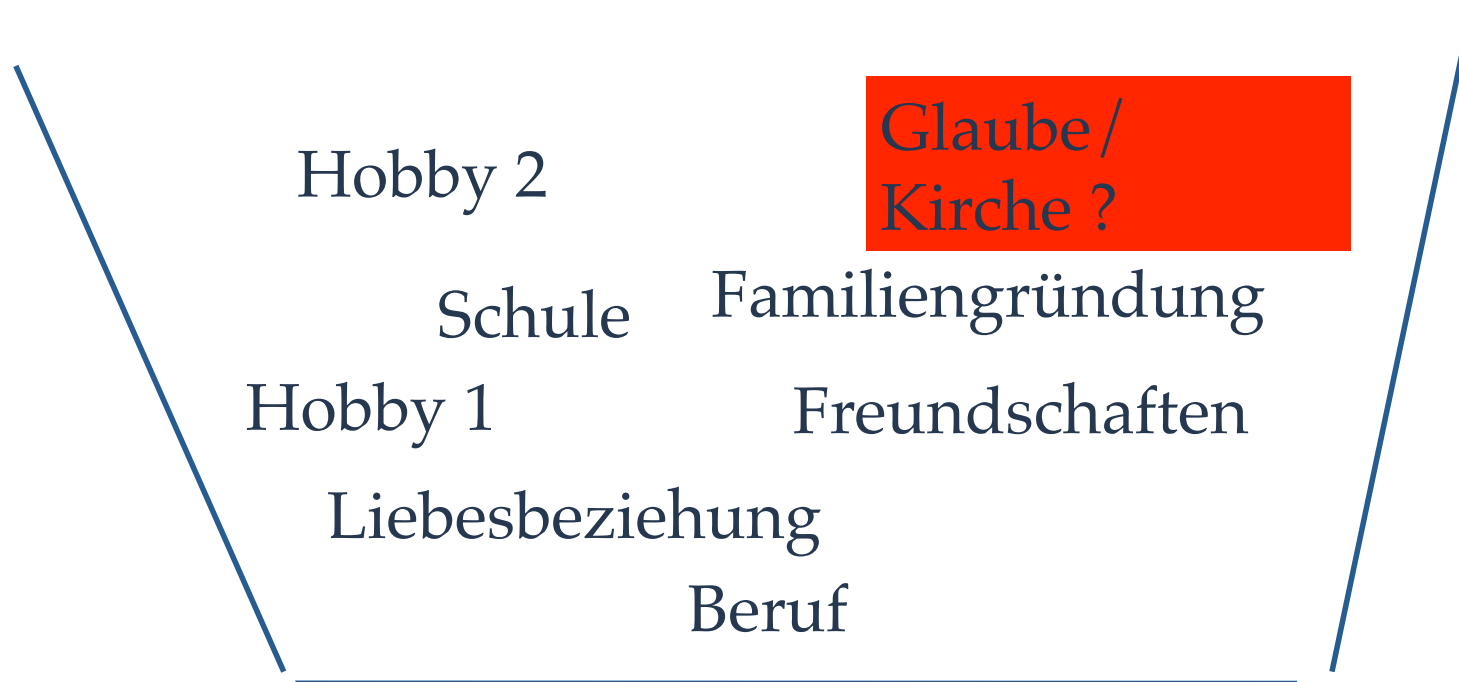 Hobby 2
Glaube/
Kirche ?
Schule
Familiengründung
Hobby 1
Freundschaften
Liebesbeziehung
Beruf